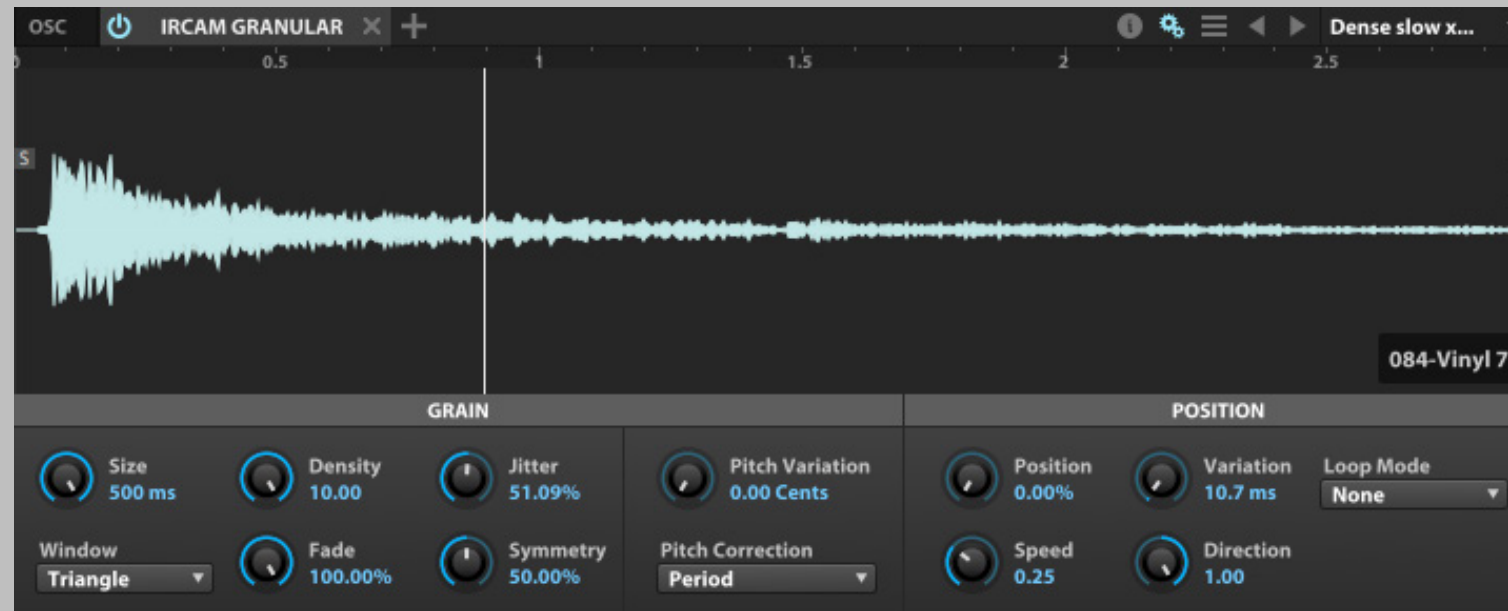 OSC IRCAM GRANULAR Dense slow x...
0 0.5 1 1.5 2 2.5
S
084-Vinyl 7
GRAIN POSITION
Size Density Jitter Pitch Variation Position Variation Loop Mode
500 ms 10.00 51.09% 0.00 Cents 0.00% 10.7 ms None
Window Fade Symmetry Pitch Correction Speed Direction
Triangle 100.00% 50.00% Period 0.25 1.00